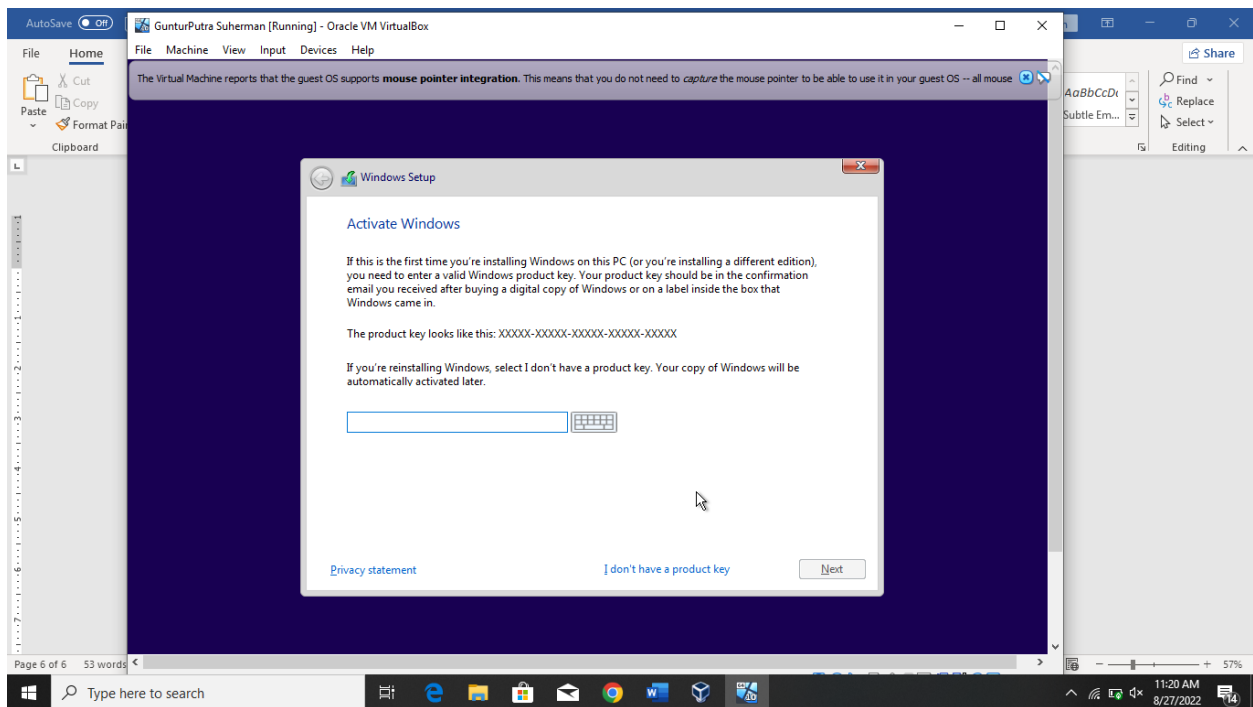 AutoSave Off
GunturPutra Suherman [Running] - Oracle VM VirtualBox
File Machine View Input Devices Help
The Virtual Machine reports that the guest OS supports mouse pointer integration. This means that you do not need to capture the mouse pointer to be able to use it in your guest OS -- all mouse
File Home
Share
Cut
Copy
Paste
Format Pai
Clipboard
AaBbCcDc
Subtle Em...
Find
Replace
Select
Editing
Windows Setup
Activate Windows
If this is the first time you're installing Windows on this PC (or you're installing a different edition),
you need to enter a valid Windows product key. Your product key should be in the confirmation
email you received after buying a digital copy of Windows or on a label inside the box that
Windows came in.
The product key looks like this: XXXXX-XXXXX-XXXXX-XXXXX-XXXXX
If you're reinstalling Windows, select I don't have a product key. Your copy of Windows will be
automatically activated later.
Privacy statement
I don't have a product key
Next
Page 6 of 6 53 words
57%
Type here to search
11:20 AM
8/27/2022
14